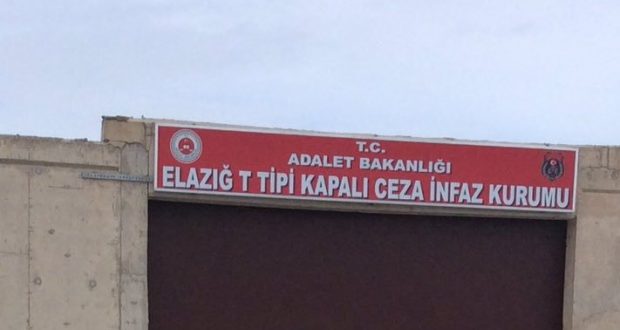 T.C.
ADALET BAKANLIĞI
ELAZIĞ T TİPİ KAPALI CEZA İNFAZ KURUMU